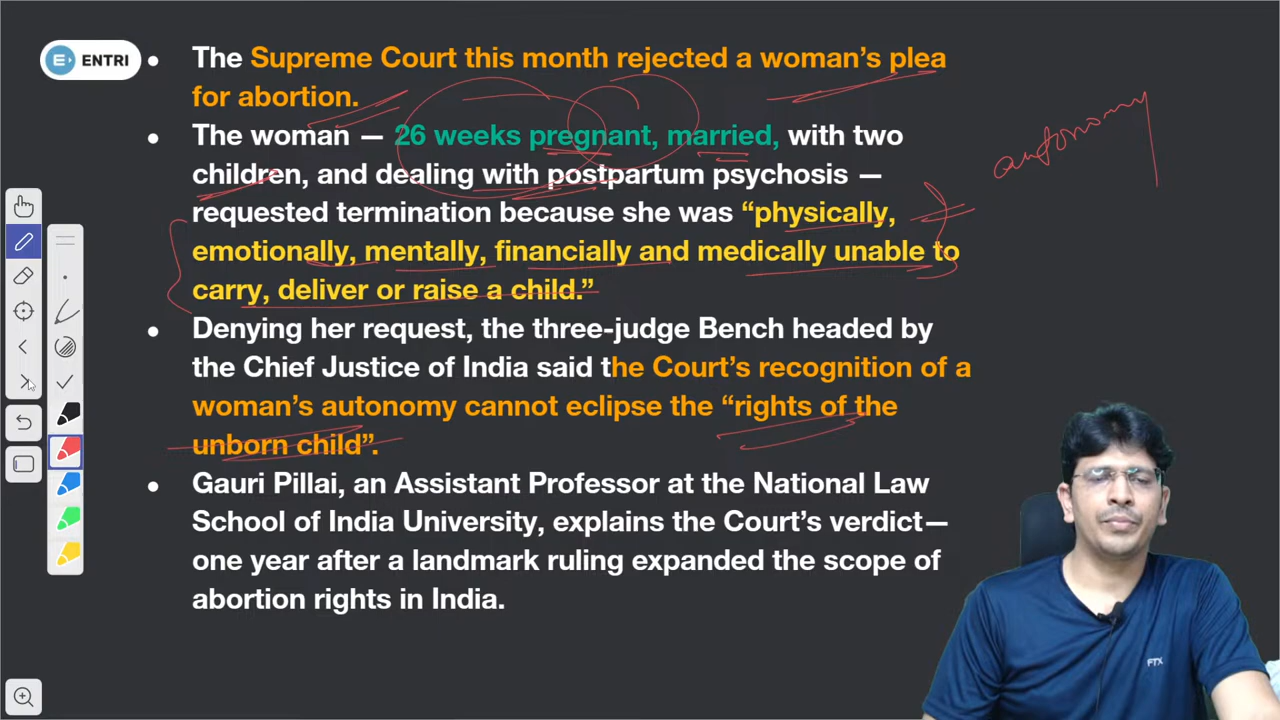 ENTRI
The Supreme Court this month rejected a woman's plea
for abortion.
The woman — 26 weeks pregnant, married, with two
children, and dealing with postpartum psychosis —
requested termination because she was “physically,
emotionally, mentally, financially and medically unable to
carry, deliver or raise a child.”
Denying her request, the three-judge Bench headed by
the Chief Justice of India said the Court's recognition of a
woman's autonomy cannot eclipse the “rights of the
unborn child”.
Gauri Pillai, an Assistant Professor at the National Law
School of India University, explains the Court's verdict—
one year after a landmark ruling expanded the scope of
abortion rights in India.
autonomy
FTX